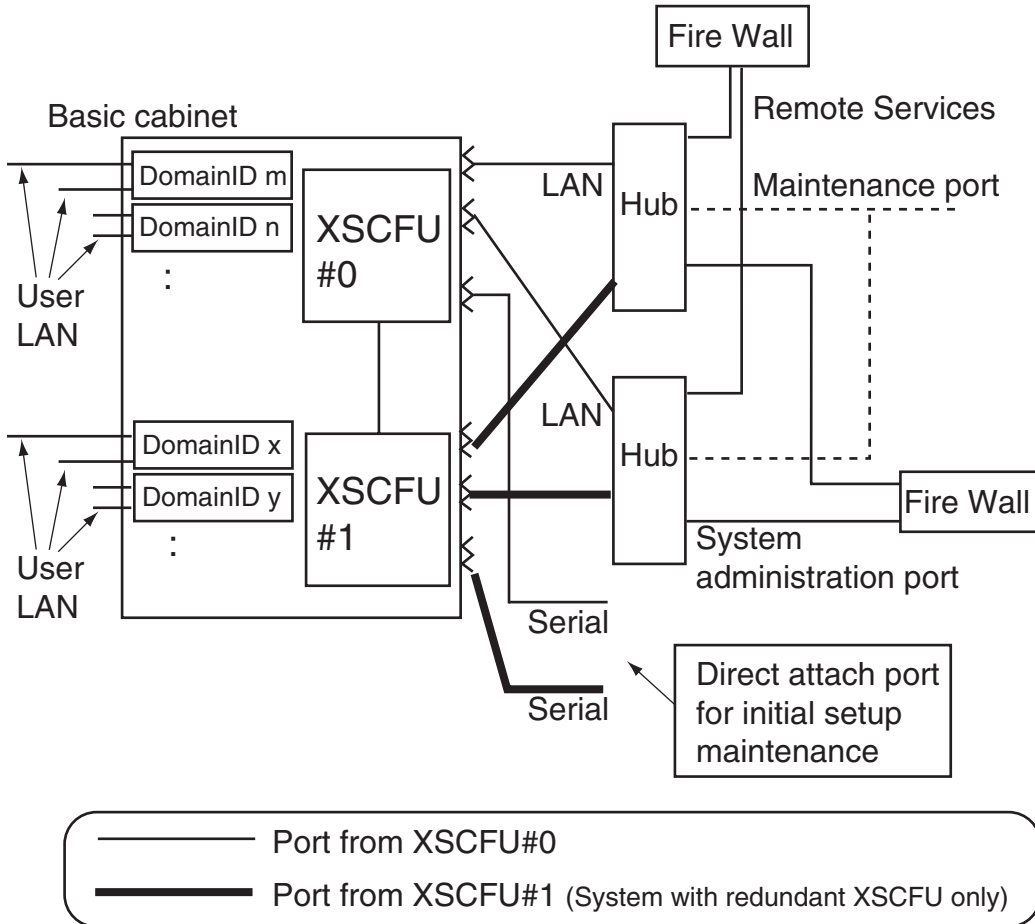 Fire Wall
Remote Services
Basic cabinet
DomainID m
LAN
Hub
Maintenance port
XSCFU
#0
DomainID n
:
User
LAN
LAN
DomainID x
Hub
XSCFU
#1
DomainID y
Fire Wall
:
User
LAN
System
administration port
Serial
Serial
Direct attach port
for initial setup
maintenance
Port from XSCFU#0
Port from XSCFU#1 (System with redundant XSCFU only)